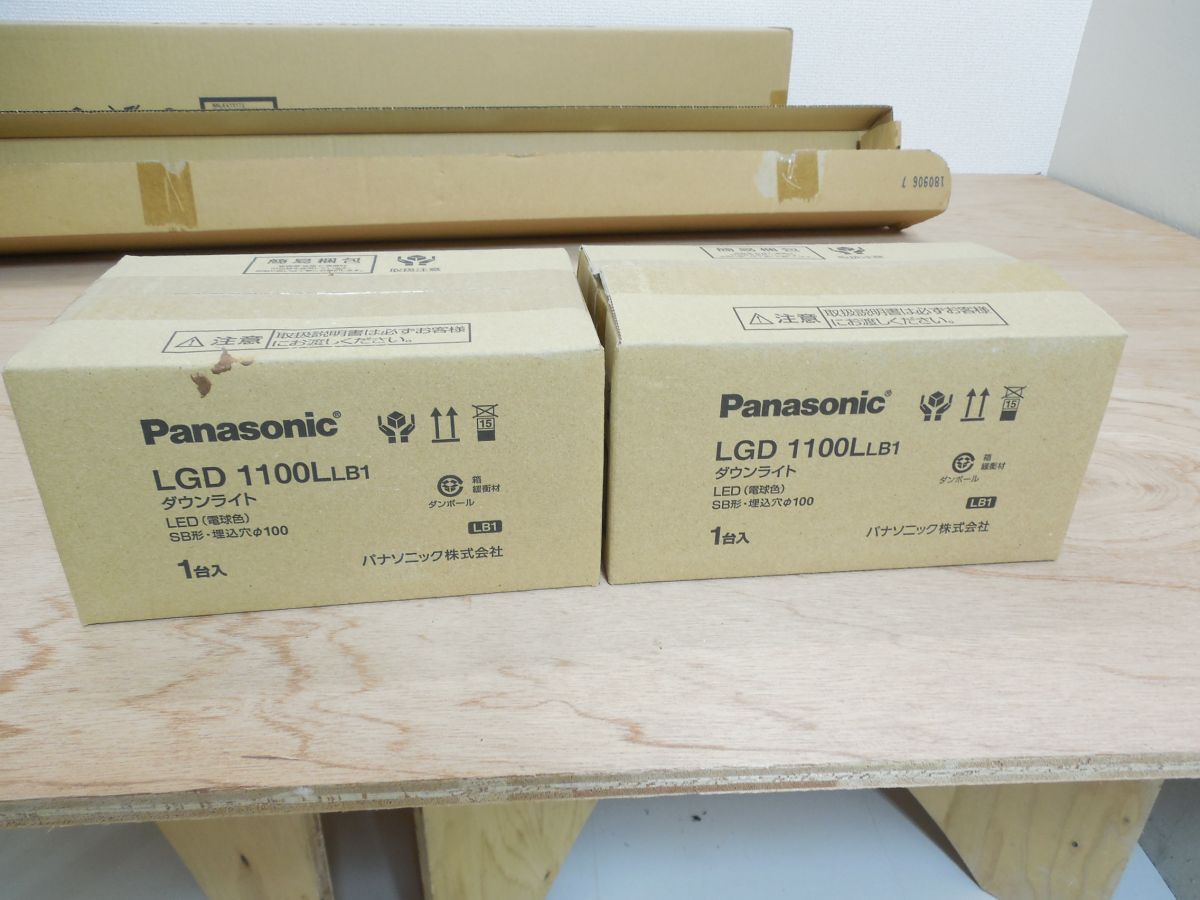 180906 7
簡易梱包
取扱注意
⚠注意 取扱説明書は必ずお客様
にお渡しください。
Panasonic®
15
LGD 1100LLB1
ダウンライト
LED(電球色)
SB形・埋込穴φ100
1台入
箱
緩衝材
ダンボール
LB1
パナソニック株式会社
簡易梱包
取扱注意
⚠注意 取扱説明書は必ずお客様
にお渡しください。
Panasonic®
15
LGD 1100LLB1
ダウンライト
LED(電球色)
SB形・埋込穴φ100
1台入
箱
緩衝材
ダンボール
LB1
パナソニック株式会社